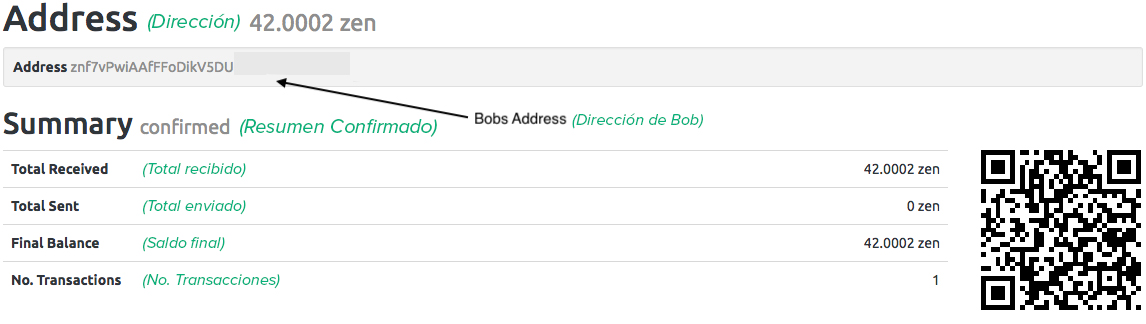 Address (Dirección) 42.0002 zen
Address znf7vPwiAAfFFoDikV5DU
Bobs Address (Dirección de Bob)
Summary confirmed (Resumen Confirmado)
Total Received (Total recibido) 42.0002 zen
Total Sent (Total enviado) 0 zen
Final Balance (Saldo final) 42.0002 zen
No. Transactions (No. Transacciones) 1